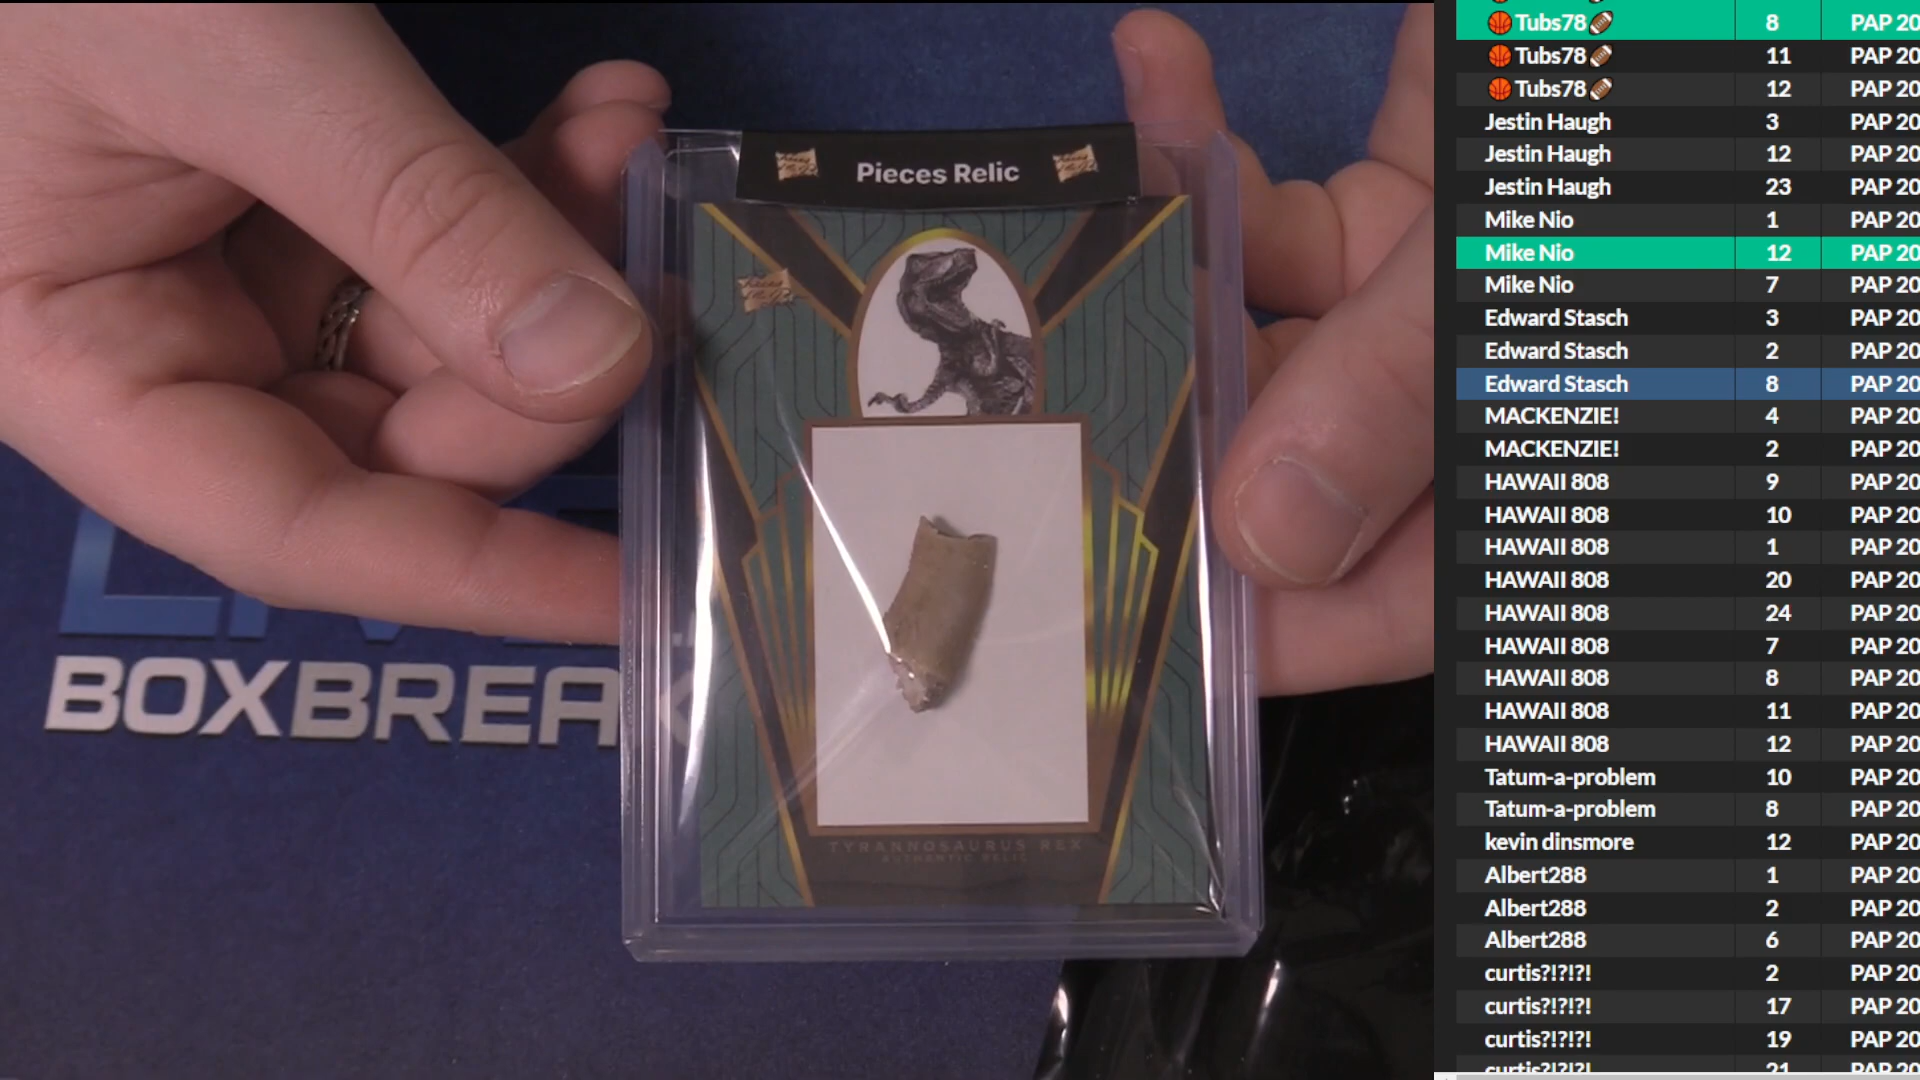 Pieces Relic
TYRANNOSAURUS REX
AUTHENTIC RELIC
BOXBREA
Tubs78 8 PAP 20
Tubs78 11 PAP 20
Tubs78 12 PAP 20
Jestin Haugh 3 PAP 20
Jestin Haugh 12 PAP 20
Jestin Haugh 23 PAP 20
Mike Nio 1 PAP 20
Mike Nio 12 PAP 20
Mike Nio 7 PAP 20
Edward Stasch 3 PAP 20
Edward Stasch 2 PAP 20
Edward Stasch 8 PAP 20
MACKENZIE! 4 PAP 20
MACKENZIE! 2 PAP 20
HAWAII 808 9 PAP 20
HAWAII 808 10 PAP 20
HAWAII 808 1 PAP 20
HAWAII 808 20 PAP 20
HAWAII 808 24 PAP 20
HAWAII 808 7 PAP 20
HAWAII 808 8 PAP 20
HAWAII 808 11 PAP 20
HAWAII 808 12 PAP 20
Tatum-a-problem 10 PAP 20
Tatum-a-problem 8 PAP 20
kevin dinsmore 12 PAP 20
Albert288 1 PAP 20
Albert288 2 PAP 20
Albert288 6 PAP 20
curtis?!?!?! 2 PAP 20
curtis?!?!?! 17 PAP 20
curtis?!?!?! 19 PAP 20
curtis?!?!?! 21 PAP 20